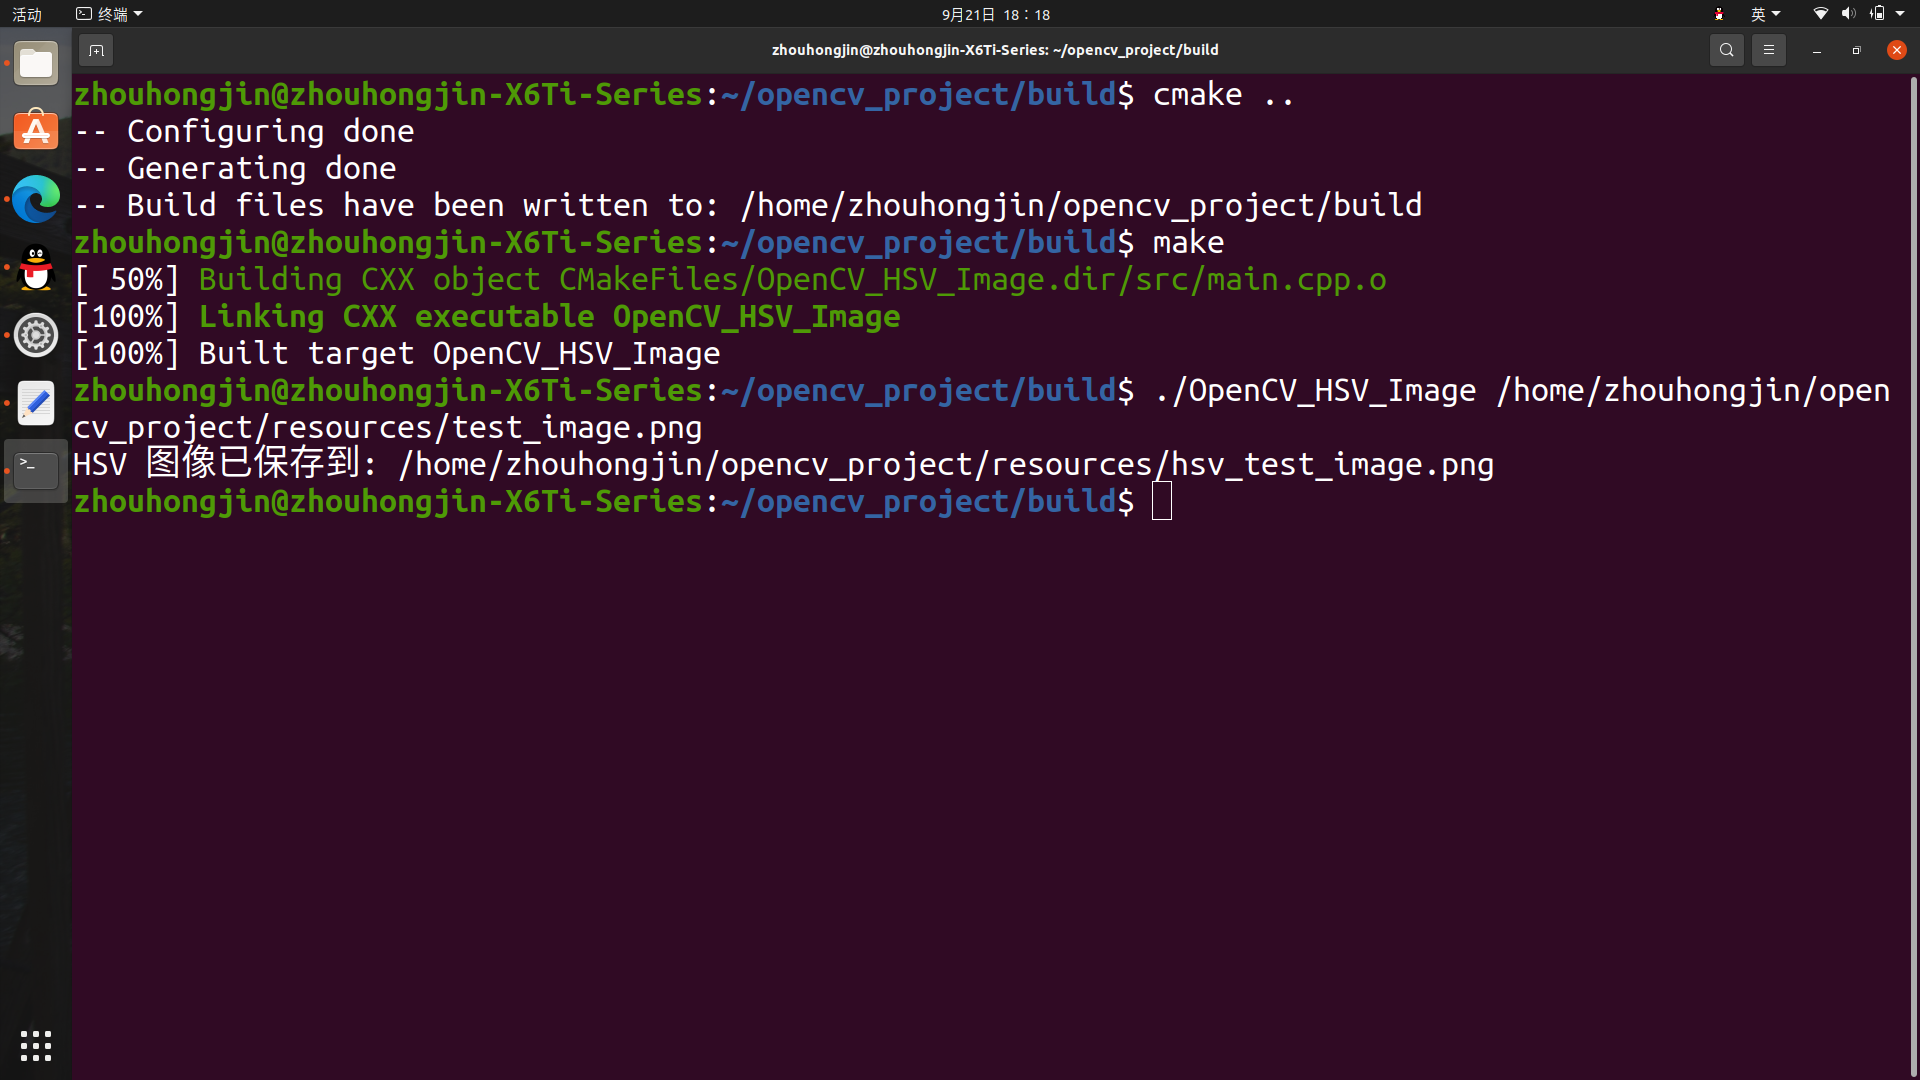 活动
终端
9月21日 18：18
英
zhouhongjin@zhouhongjin-X6Ti-Series: ~/opencv_project/build
zhouhongjin@zhouhongjin-X6Ti-Series:~/opencv_project/build$ cmake ..
-- Configuring done
-- Generating done
-- Build files have been written to: /home/zhouhongjin/opencv_project/build
zhouhongjin@zhouhongjin-X6Ti-Series:~/opencv_project/build$ make
[ 50%] Building CXX object CMakeFiles/OpenCV_HSV_Image.dir/src/main.cpp.o
[100%] Linking CXX executable OpenCV_HSV_Image
[100%] Built target OpenCV_HSV_Image
zhouhongjin@zhouhongjin-X6Ti-Series:~/opencv_project/build$ ./OpenCV_HSV_Image /home/zhouhongjin/open
cv_project/resources/test_image.png
HSV 图像已保存到: /home/zhouhongjin/opencv_project/resources/hsv_test_image.png
zhouhongjin@zhouhongjin-X6Ti-Series:~/opencv_project/build$